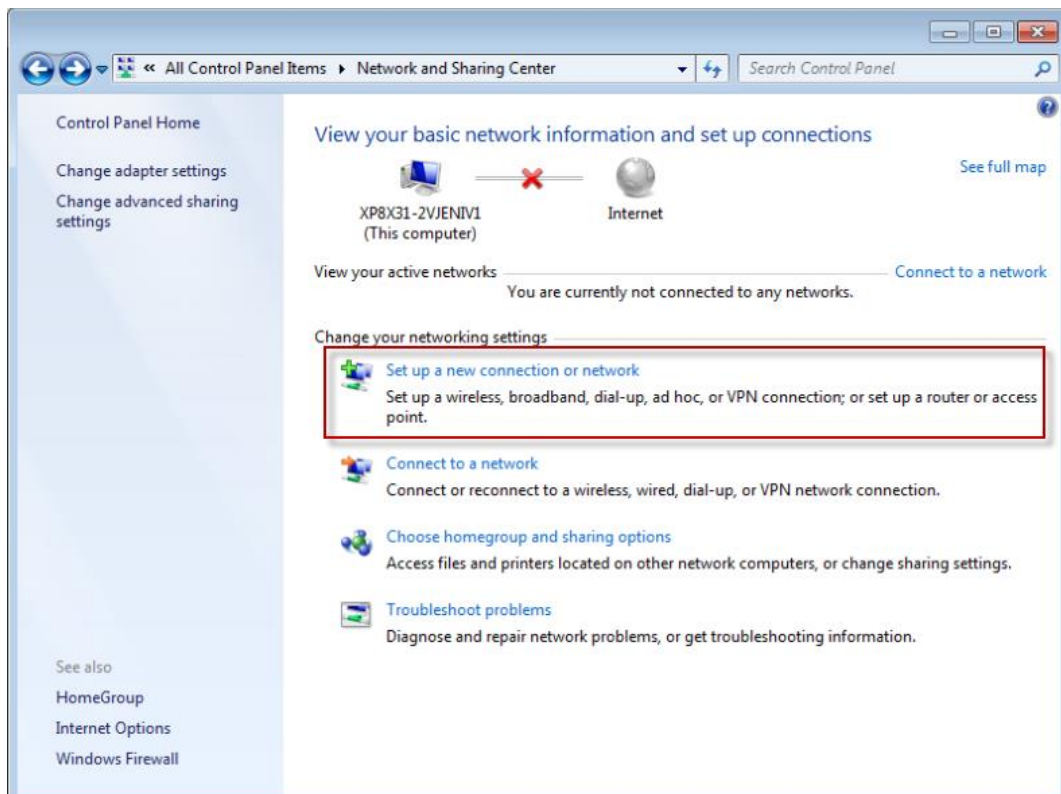 « All Control Panel Items ▸ Network and Sharing Center
Search Control Panel
Control Panel Home
Change adapter settings
Change advanced sharing
settings
See also
HomeGroup
Internet Options
Windows Firewall
View your basic network information and set up connections
See full map
XP8X31-2VJENIV1
(This computer)
Internet
View your active networks
Connect to a network
You are currently not connected to any networks.
Change your networking settings
Set up a new connection or network
Set up a wireless, broadband, dial-up, ad hoc, or VPN connection; or set up a router or access
point.
Connect to a network
Connect or reconnect to a wireless, wired, dial-up, or VPN network connection.
Choose homegroup and sharing options
Access files and printers located on other network computers, or change sharing settings.
Troubleshoot problems
Diagnose and repair network problems, or get troubleshooting information.